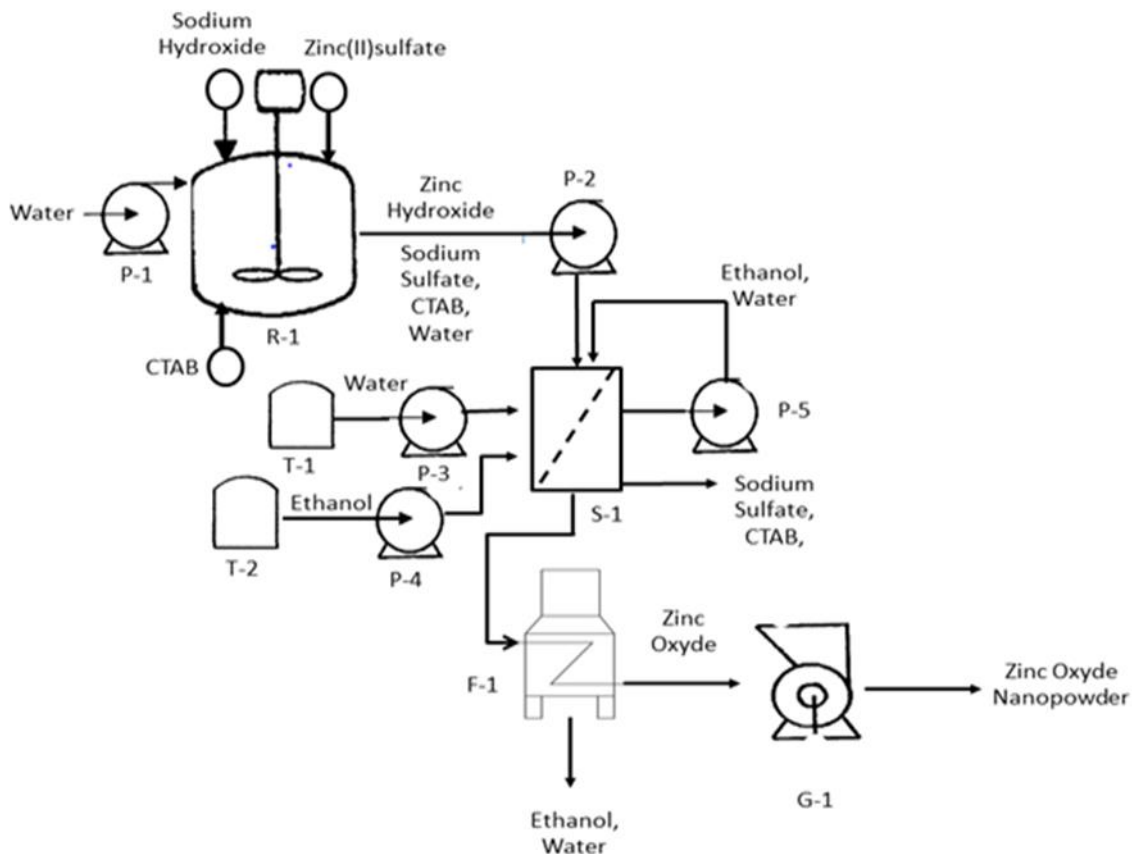 Sodium
Hydroxide
Zinc(II)sulfate
Water
P-1
R-1
CTAB
Zinc
Hydroxide
Sodium
Sulfate,
CTAB,
Water
P-2
Ethanol,
Water
P-5
Water
T-1
P-3
Ethanol
T-2
P-4
S-1
Sodium
Sulfate,
CTAB,
F-1
Zinc
Oxyde
Ethanol,
Water
G-1
Zinc Oxyde
Nanopowder